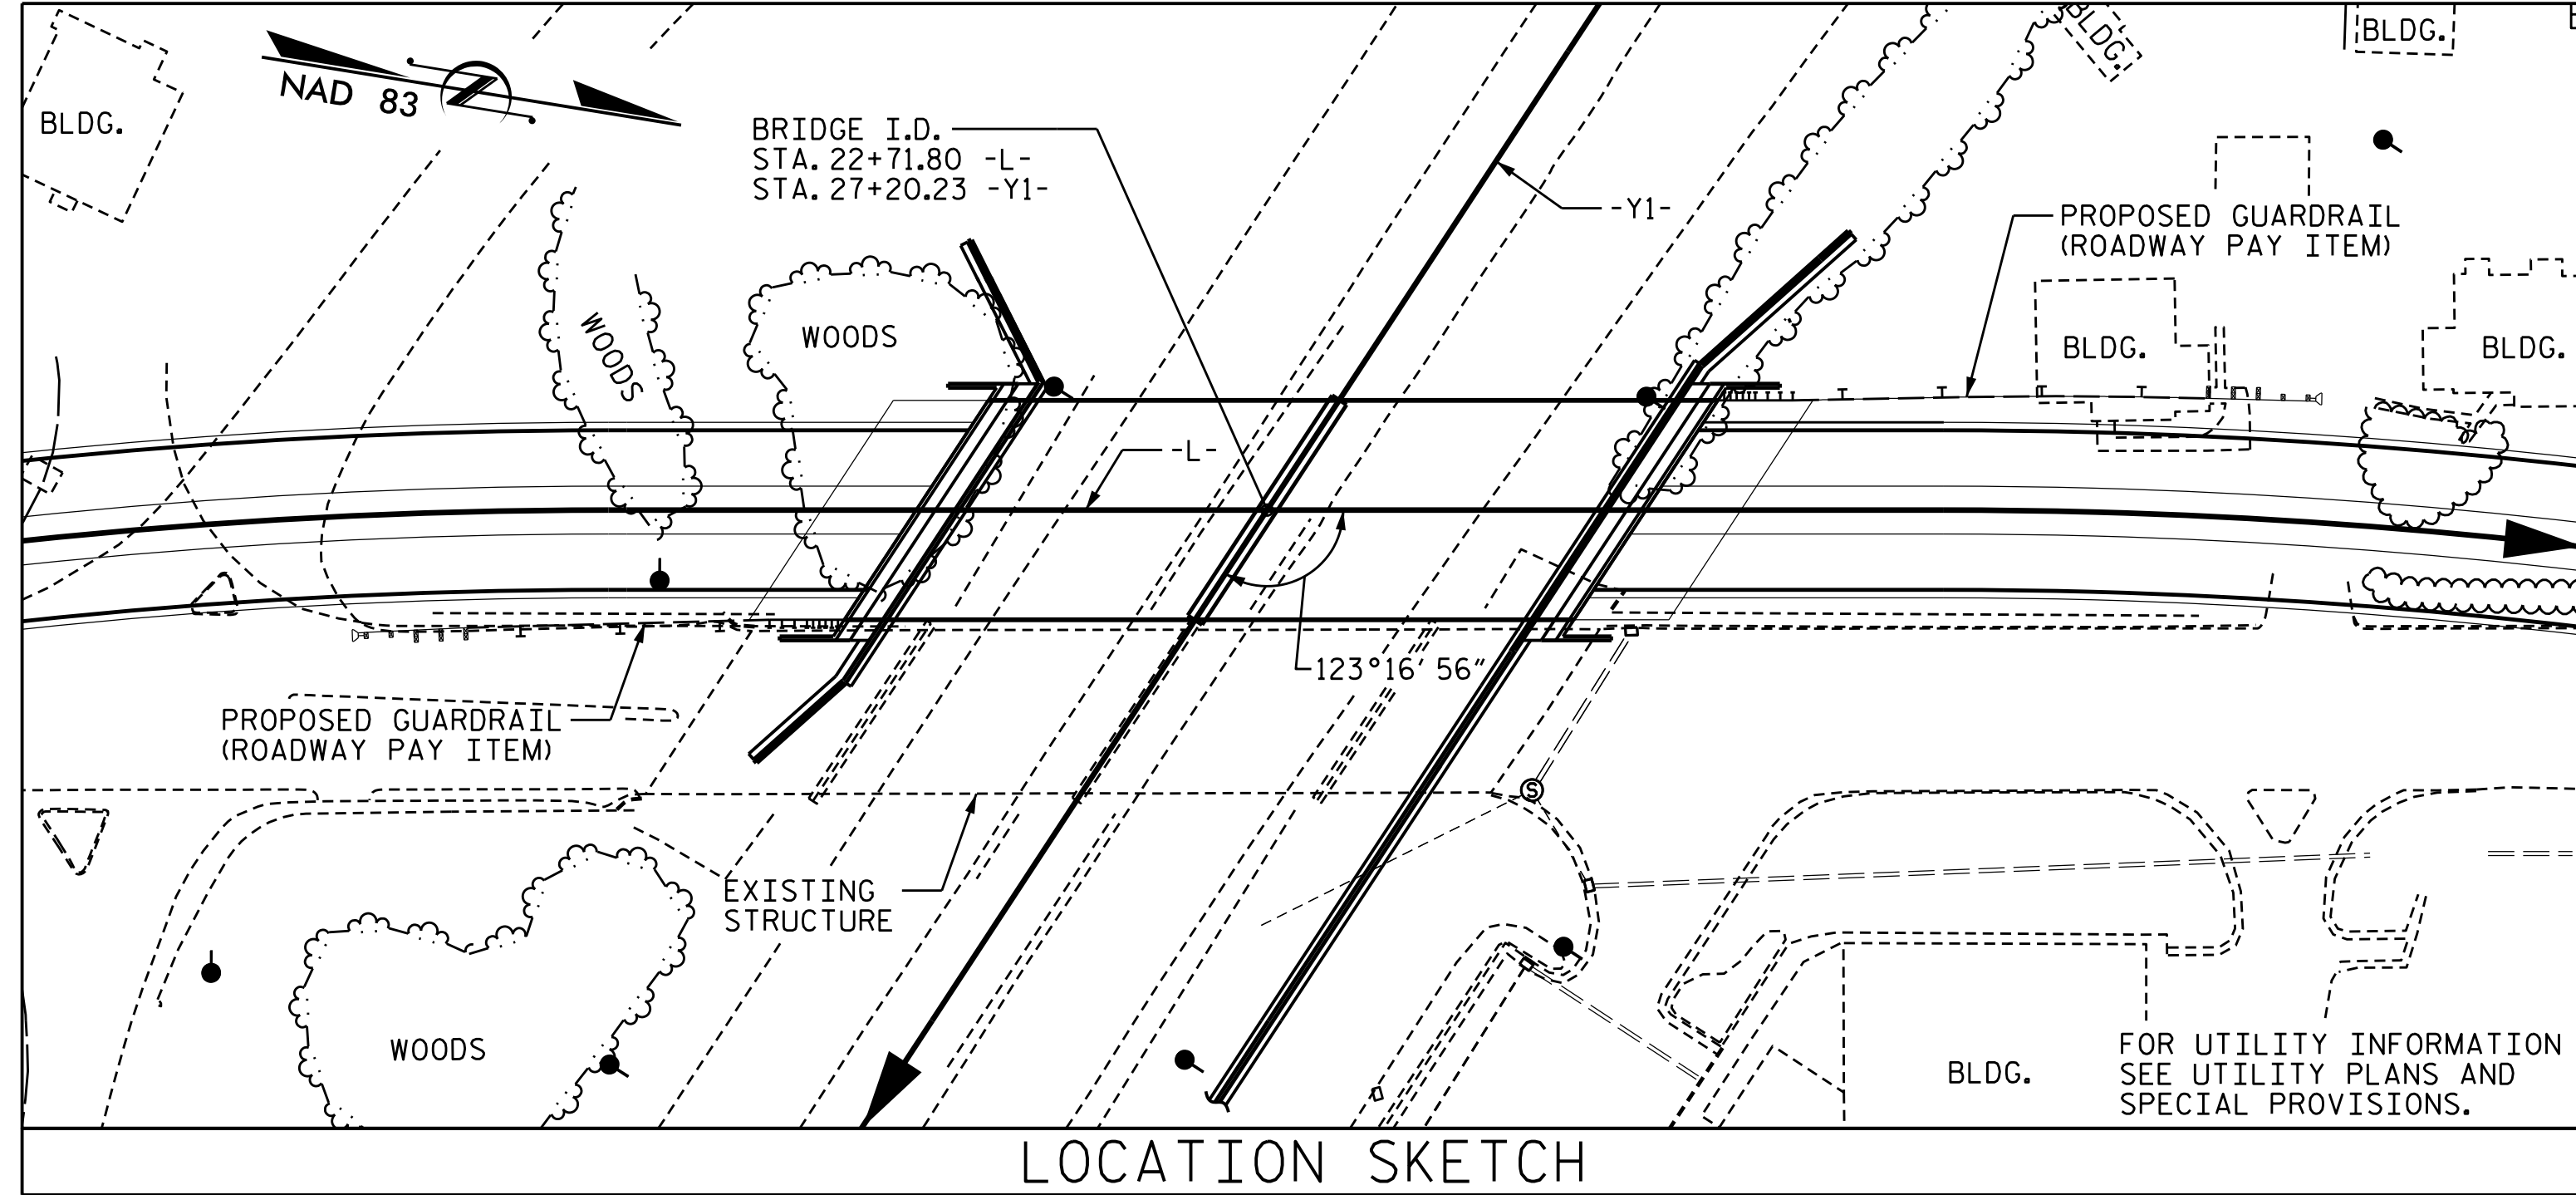 BLDG.
NAD 83
BRIDGE I.D.
STA. 22+71.80 -L-
STA. 27+20.23 -Y1-
-Y1-
BLDG.
BLDG.
PROPOSED GUARDRAIL
(ROADWAY PAY ITEM)
WOODS
WOODS
BLDG.
BLDG.
-L-
123°16' 56"
PROPOSED GUARDRAIL
(ROADWAY PAY ITEM)
S
EXISTING
STRUCTURE
WOODS
BLDG.
FOR UTILITY INFORMATION
SEE UTILITY PLANS AND
SPECIAL PROVISIONS.
LOCATION SKETCH